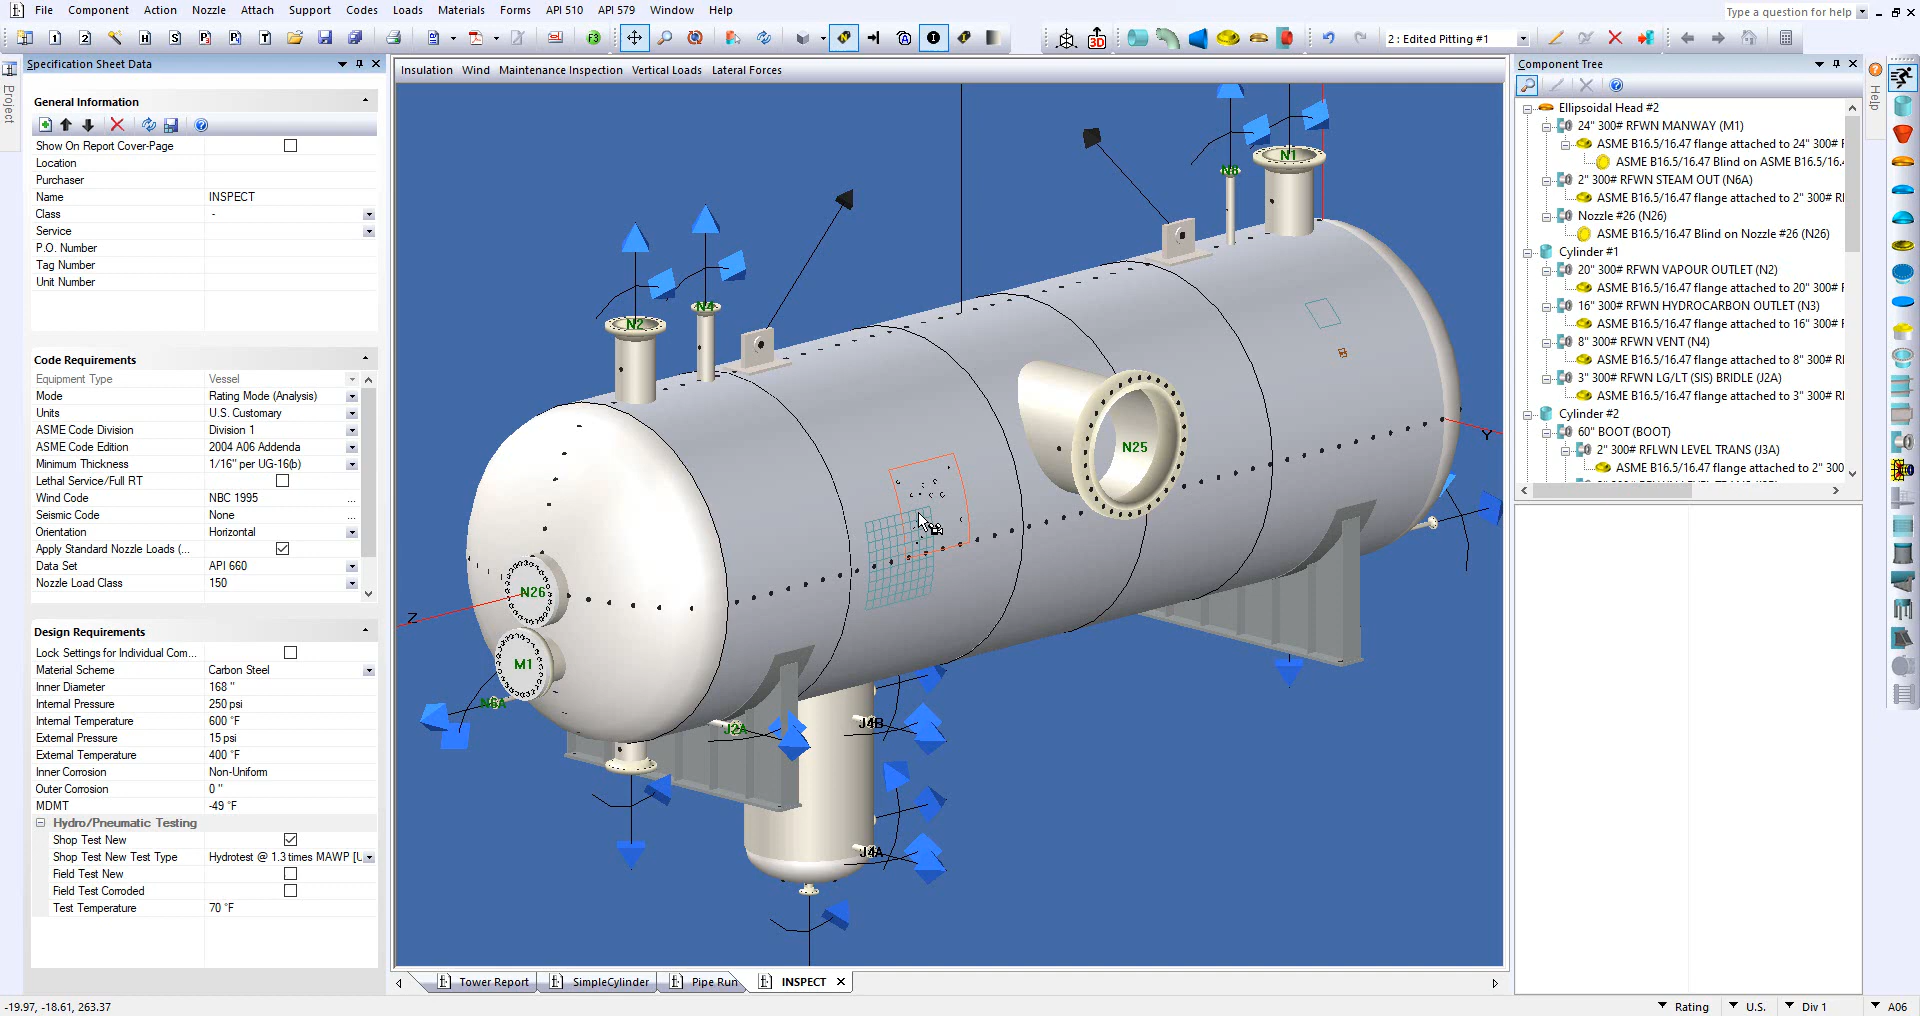 File Component Action Nozzle Attach Support Codes Loads Materials Forms API 510 API 579 Window Help
Type a question for help
2 : Edited Pitting #1
Specification Sheet Data
Project
General Information
Show On Report Cover-Page
Location
Purchaser
Name INSPECT
Class -
Service
P.O. Number
Tag Number
Unit Number
Code Requirements
Equipment Type Vessel
Mode Rating Mode (Analysis)
Units U.S. Customary
ASME Code Division Division 1
ASME Code Edition 2004 A06 Addenda
Minimum Thickness 1/16" per UG-16(b)
Lethal Service/Full RT
Wind Code NBC 1995 ...
Seismic Code None ...
Orientation Horizontal
Apply Standard Nozzle Loads (...
Data Set API 660
Nozzle Load Class 150
Design Requirements
Lock Settings for Individual Com...
Material Scheme Carbon Steel
Inner Diameter 168 "
Internal Pressure 250 psi
Internal Temperature 600 °F
External Pressure 15 psi
External Temperature 400 °F
Inner Corrosion Non-Uniform
Outer Corrosion 0 "
MDMT -49 °F
Hydro/Pneumatic Testing
Shop Test New
Shop Test New Test Type Hydrotest @ 1.3 times MAWP [U
Field Test New
Field Test Corroded
Test Temperature 70 °F
Insulation Wind Maintenance Inspection Vertical Loads Lateral Forces
N1
N2
N4
N25
Y
Z
N26
M1
N6A
J2A
J4B
J4A
Tower Report SimpleCylinder Pipe Run INSPECT
Component Tree
Help
Ellipsoidal Head #2
24" 300# RFWN MANWAY (M1)
ASME B16.5/16.47 flange attached to 24" 300# F
ASME B16.5/16.47 Blind on ASME B16.5/16.4
2" 300# RFWN STEAM OUT (N6A)
ASME B16.5/16.47 flange attached to 2" 300# RI
Nozzle #26 (N26)
ASME B16.5/16.47 Blind on Nozzle #26 (N26)
Cylinder #1
20" 300# RFWN VAPOUR OUTLET (N2)
ASME B16.5/16.47 flange attached to 20" 300# F
16" 300# RFWN HYDROCARBON OUTLET (N3)
ASME B16.5/16.47 flange attached to 16" 300# F
8" 300# RFWN VENT (N4)
ASME B16.5/16.47 flange attached to 8" 300# RI
3" 300# RFWN LG/LT (SIS) BRIDLE (J2A)
ASME B16.5/16.47 flange attached to 3" 300# RI
Cylinder #2
60" BOOT (BOOT)
2" 300# RFLWN LEVEL TRANS (J3A)
ASME B16.5/16.47 flange attached to 2" 300
-19.97, -18.61, 263.37
Rating U.S. Div 1 A06